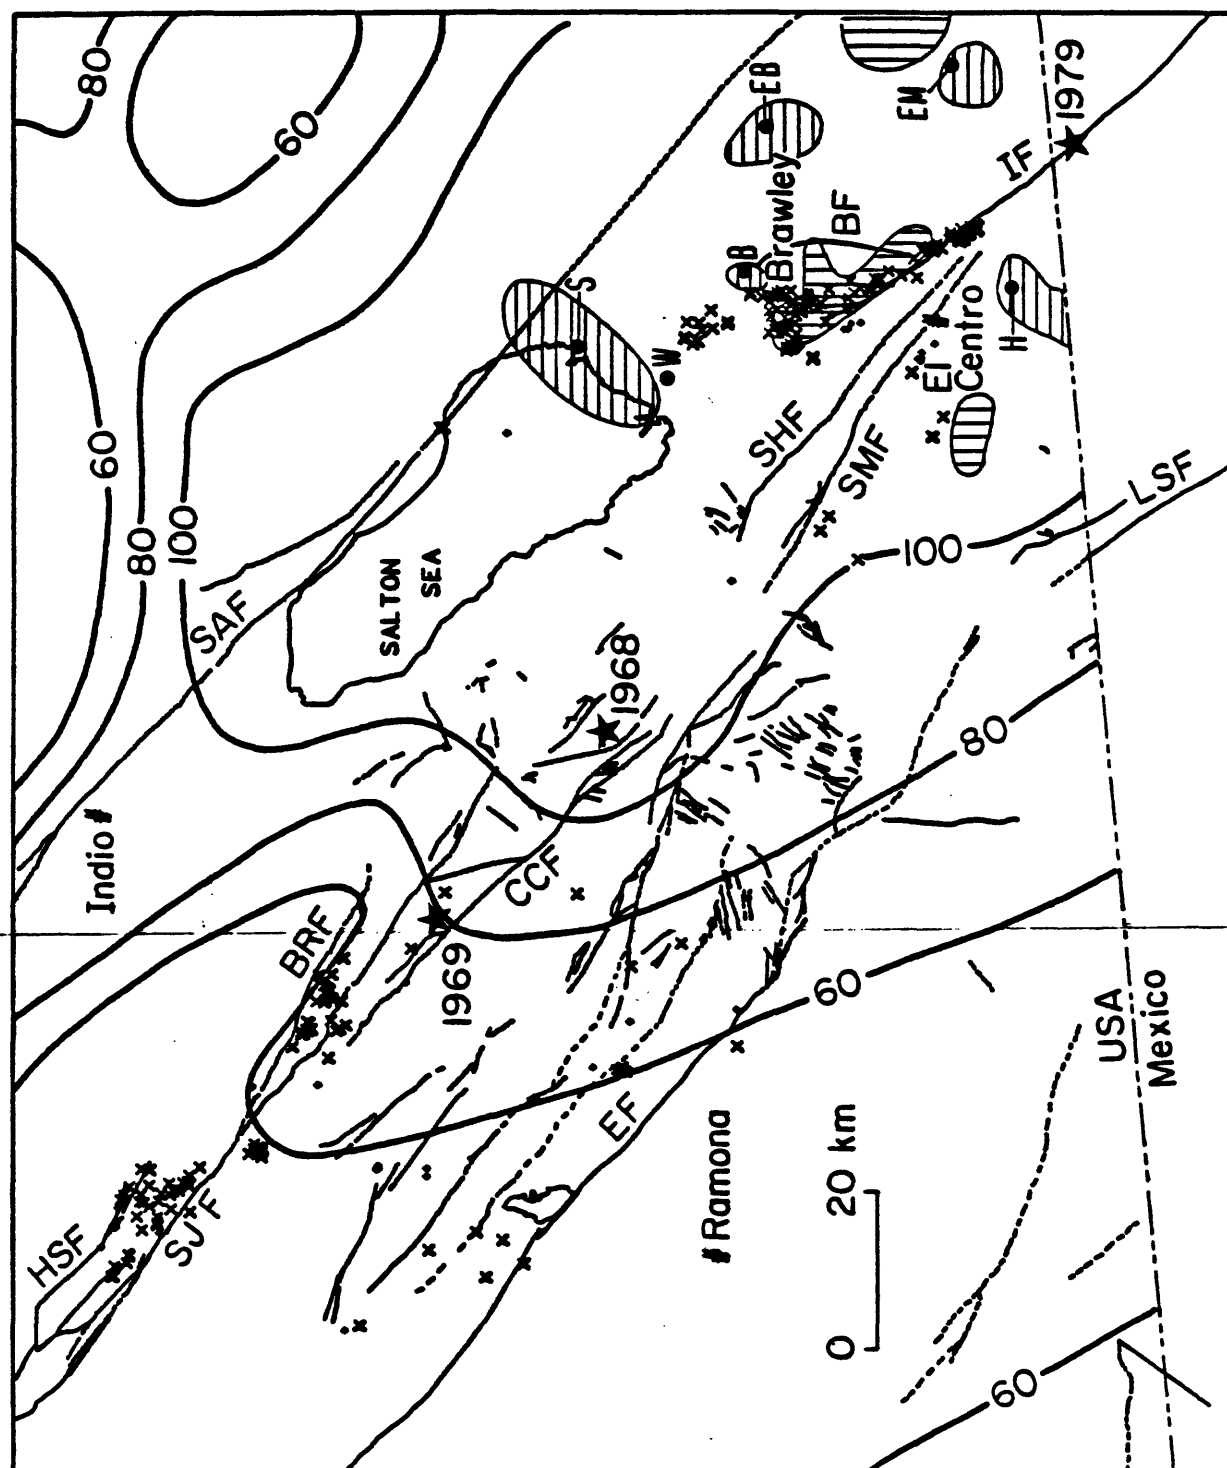 80
60
60
80
100
SAF
SALTON
SEA
Indio
EB
EM
1979
IF
Brawley
BF
B
S
W
H
El
Centro
SHF
SMF
LSF
100
1968
80
CCF
BRF
1969
60
USA
Mexico
EF
Ramona
20 km
0
HSF
SJF
60